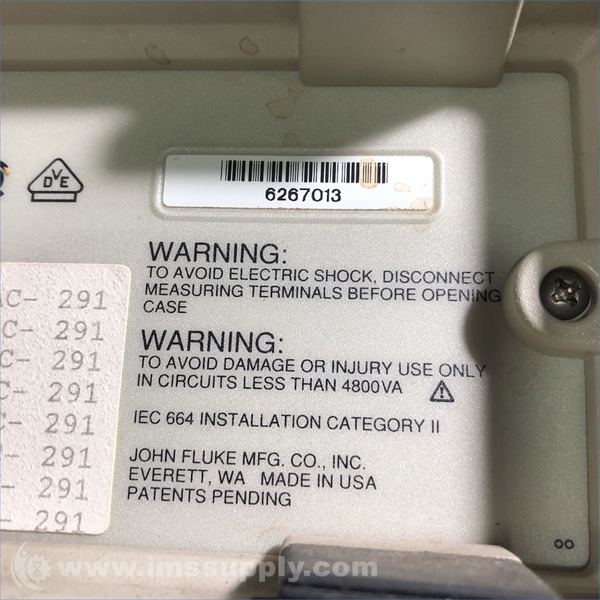 DVE
6267013
WARNING:
TO AVOID ELECTRIC SHOCK, DISCONNECT
MEASURING TERMINALS BEFORE OPENING
CASE
WARNING:
TO AVOID DAMAGE OR INJURY USE ONLY
IN CIRCUITS LESS THAN 4800VA
IEC 664 INSTALLATION CATEGORY II
JOHN FLUKE MFG. CO., INC.
EVERETT, WA MADE IN USA
PATENTS PENDING
AC- 291
C- 291
C- 291
C- 291
C- 291
- 291
- 291
- 291
www.imssupply.com